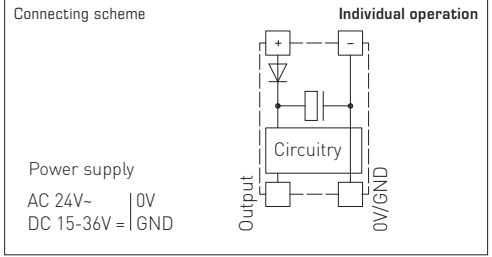 Connecting scheme
Individual operation
+
–
Circuitry
Power supply
AC 24V~ | 0V
DC 15-36V = | GND
Output
0V/GND